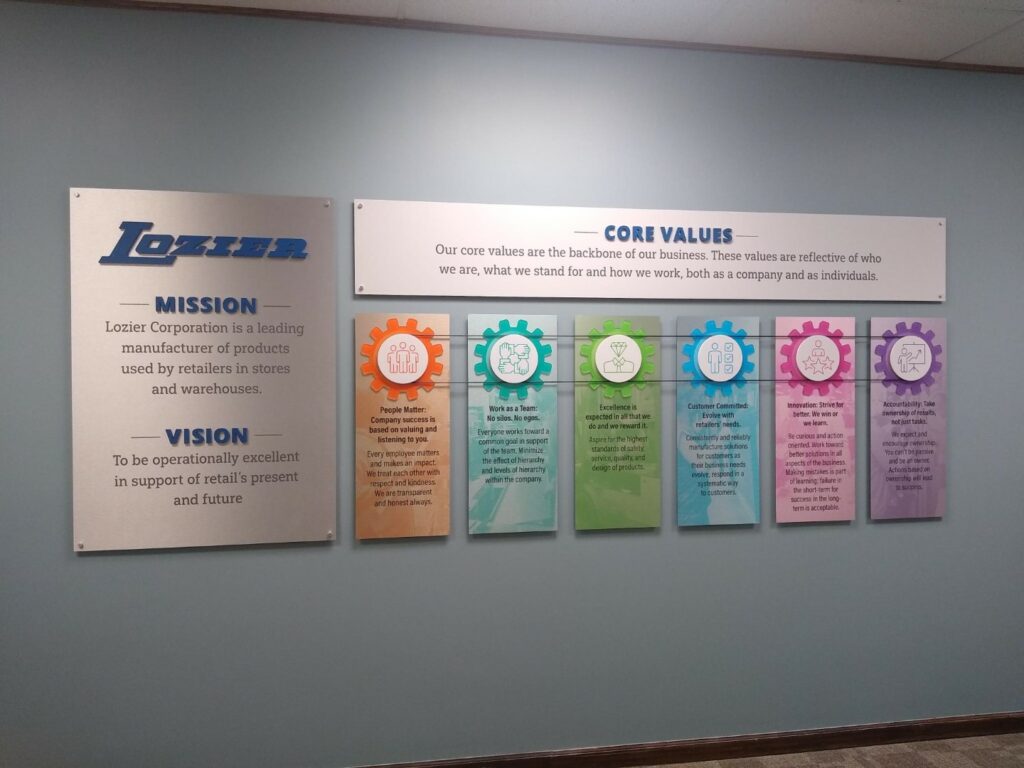 LOZIER
MISSION
Lozier Corporation is a leading
manufacturer of products
used by retailers in stores
and warehouses.
VISION
To be operationally excellent
in support of retail's present
and future
CORE VALUES
Our core values are the backbone of our business. These values are reflective of who
we are, what we stand for and how we work, both as a company and as individuals.
People Matter:
Company success is
based on valuing and
listening to you.
Every employee matters
and makes an impact.
We treat each other with
respect and kindness.
We are transparent
and honest always.
Work as a Team:
No silos. No egos.
Everyone works toward a
common goal in support
of the team. Minimize
the effect of hierarchy
and levels of hierarchy
within the company.
Excellence is
expected in all that we
do and we reward it.
Aspire for the highest
standards of safety,
service, quality, and
design of products.
Customer Committed:
Evolve with
retailers' needs.
Consistently and reliably
manufacture solutions
for customers as
their business needs
evolve, respond in a
systematic way
to customers.
Innovation: Strive for
better. We win or
we learn.
Be curious and action
oriented. Work toward
better solutions in all
aspects of the business.
Making mistakes is part
of learning; failure in
the short-term for
success in the long-
term is acceptable.
Accountability: Take
ownership of results,
not just tasks.
We expect and
encourage ownership.
You can't be passive
and be an owner.
Actions based on
ownership will lead
to success.